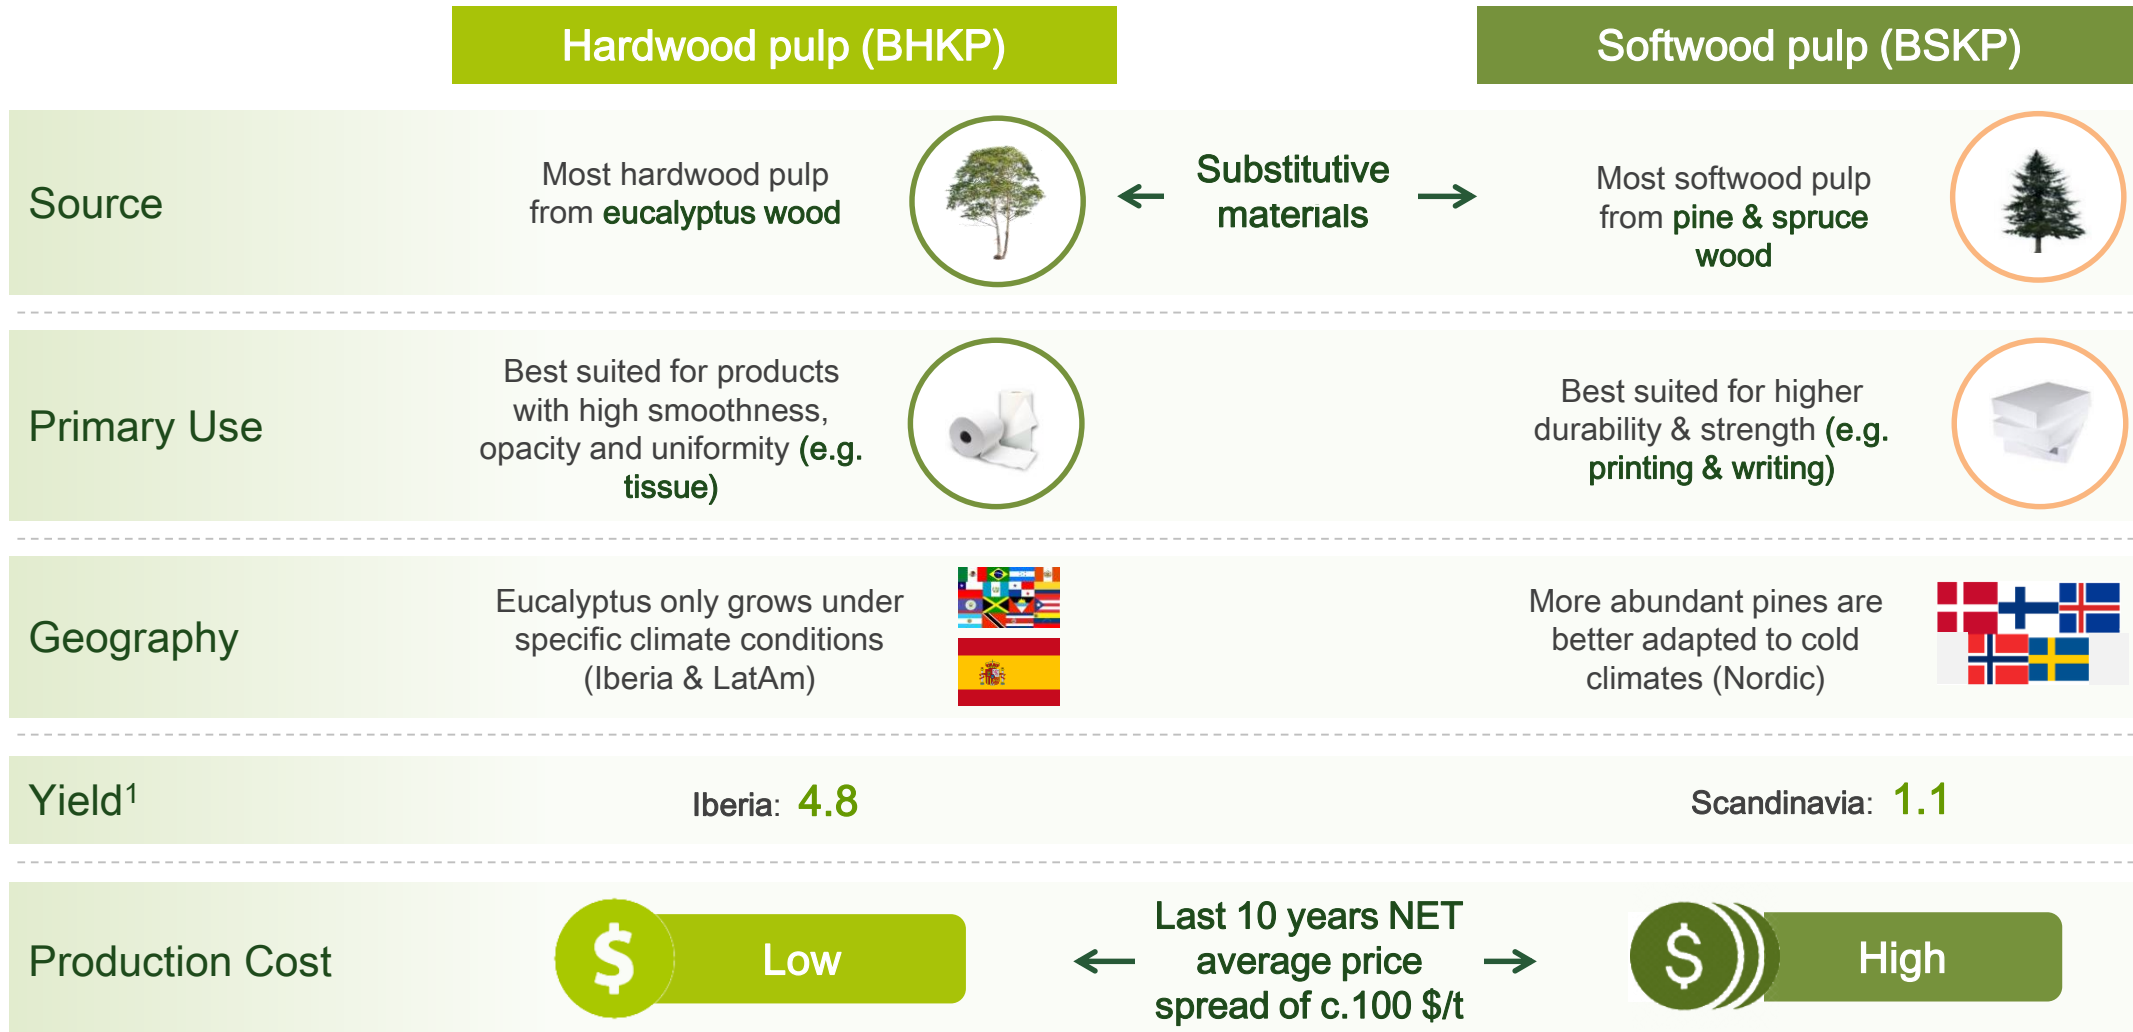 Hardwood pulp (BHKP)
Softwood pulp (BSKP)
Source
Most hardwood pulp
from eucalyptus wood
Substitutive
materials
Most softwood pulp
from pine & spruce
wood
Primary Use
Best suited for products
with high smoothness,
opacity and uniformity (e.g.
tissue)
Best suited for higher
durability & strength (e.g.
printing & writing)
Geography
Eucalyptus only grows under
specific climate conditions
(Iberia & LatAm)
More abundant pines are
better adapted to cold
climates (Nordic)
Yield¹
Iberia: 4.8
Scandinavia: 1.1
Production Cost
$
Low
Last 10 years NET
average price
spread of c.100 $/t
$
High